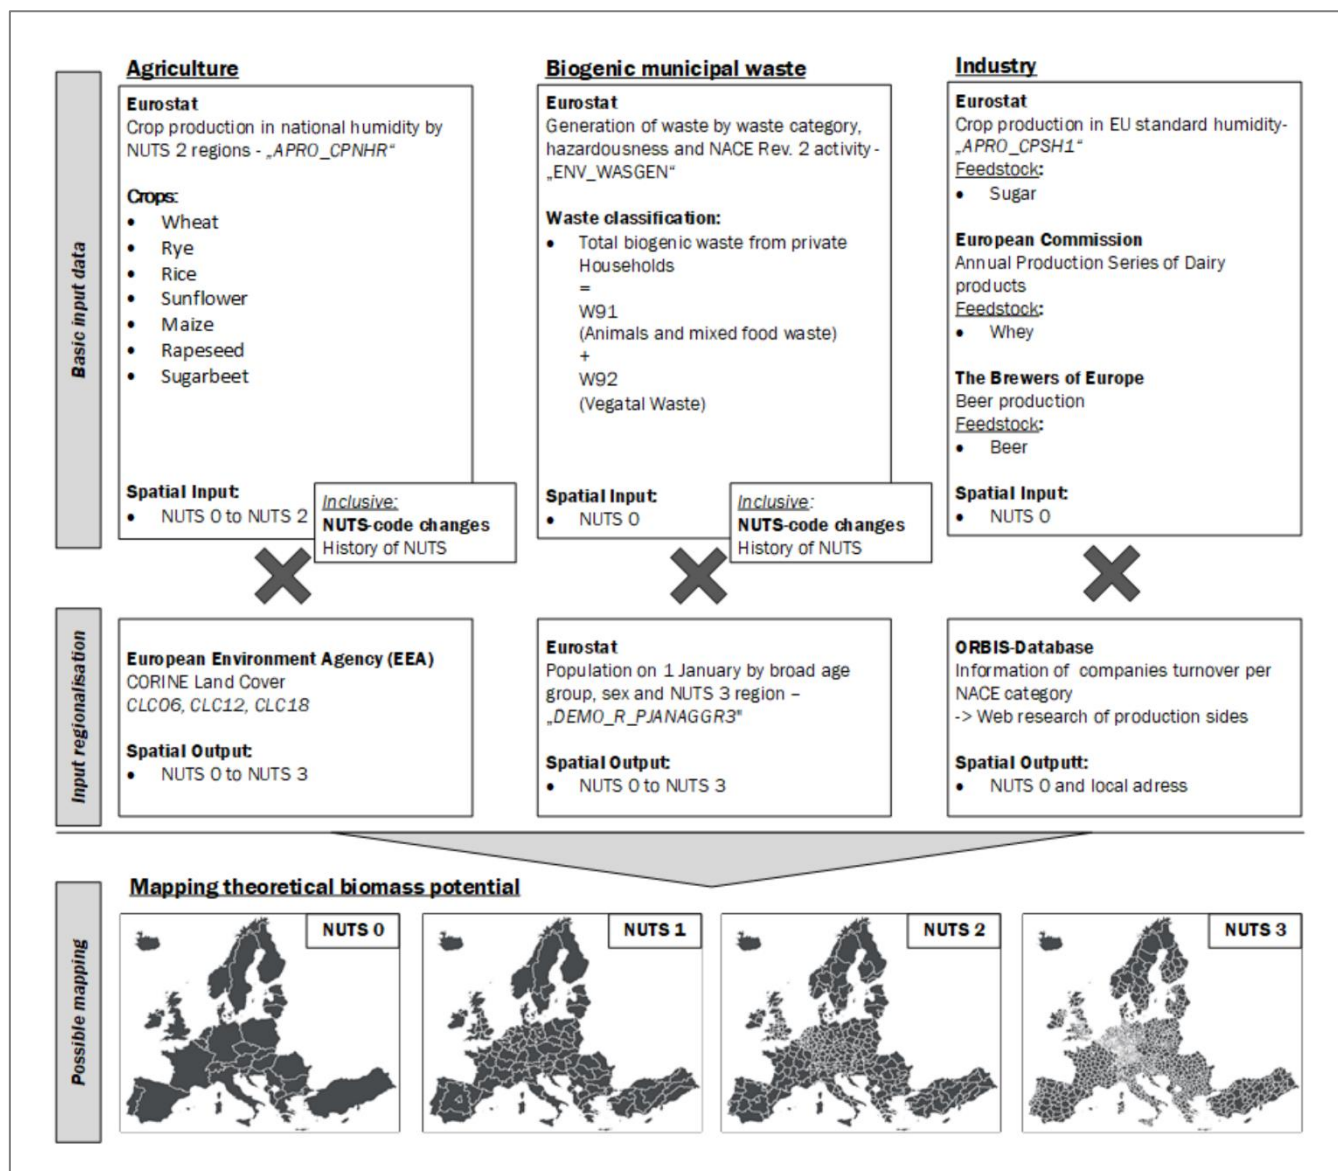 Agriculture
Biogenic municipal waste
Industry
Basic input data
Eurostat
Crop production in national humidity by
NUTS 2 regions - „APRO_CPNHR“
Crops:
• Wheat
• Rye
• Rice
• Sunflower
• Maize
• Rapeseed
• Sugarbeet
Spatial Input:
• NUTS 0 to NUTS 2
Inclusive:
NUTS-code changes
History of NUTS
Eurostat
Generation of waste by waste category,
hazardousness and NACE Rev. 2 activity -
„ENV_WASGEN“
Waste classification:
• Total biogenic waste from private
Households
=
W91
(Animals and mixed food waste)
+
W92
(Vegatal Waste)
Spatial Input:
• NUTS 0
Inclusive:
NUTS-code changes
History of NUTS
Eurostat
Crop production in EU standard humidity-
„APRO_CPSH1“
Feedstock:
• Sugar
European Commission
Annual Production Series of Dairy
products
Feedstock:
• Whey
The Brewers of Europe
Beer production
Feedstock:
• Beer
Spatial Input:
• NUTS 0
Input regionalisation
European Environment Agency (EEA)
CORINE Land Cover
CLC06, CLC12, CLC18
Spatial Output:
• NUTS 0 to NUTS 3
Eurostat
Population on 1 January by broad age
group, sex and NUTS 3 region –
„DEMO_R_PJANAGGR3"
Spatial Output:
• NUTS 0 to NUTS 3
ORBIS-Database
Information of companies turnover per
NACE category
-> Web research of production sides
Spatial Outputt:
• NUTS 0 and local adress
Possible mapping
Mapping theoretical biomass potential
NUTS 0
NUTS 1
NUTS 2
NUTS 3